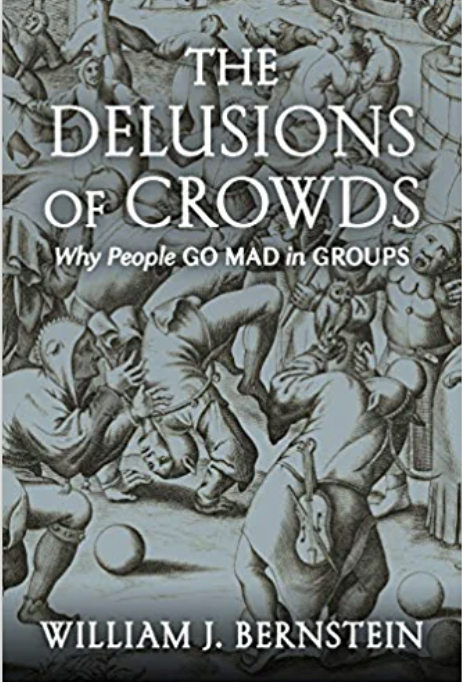 THE
DELUSIONS
OF CROWDS
Why People GO MAD in GROUPS
WILLIAM J. BERNSTEIN